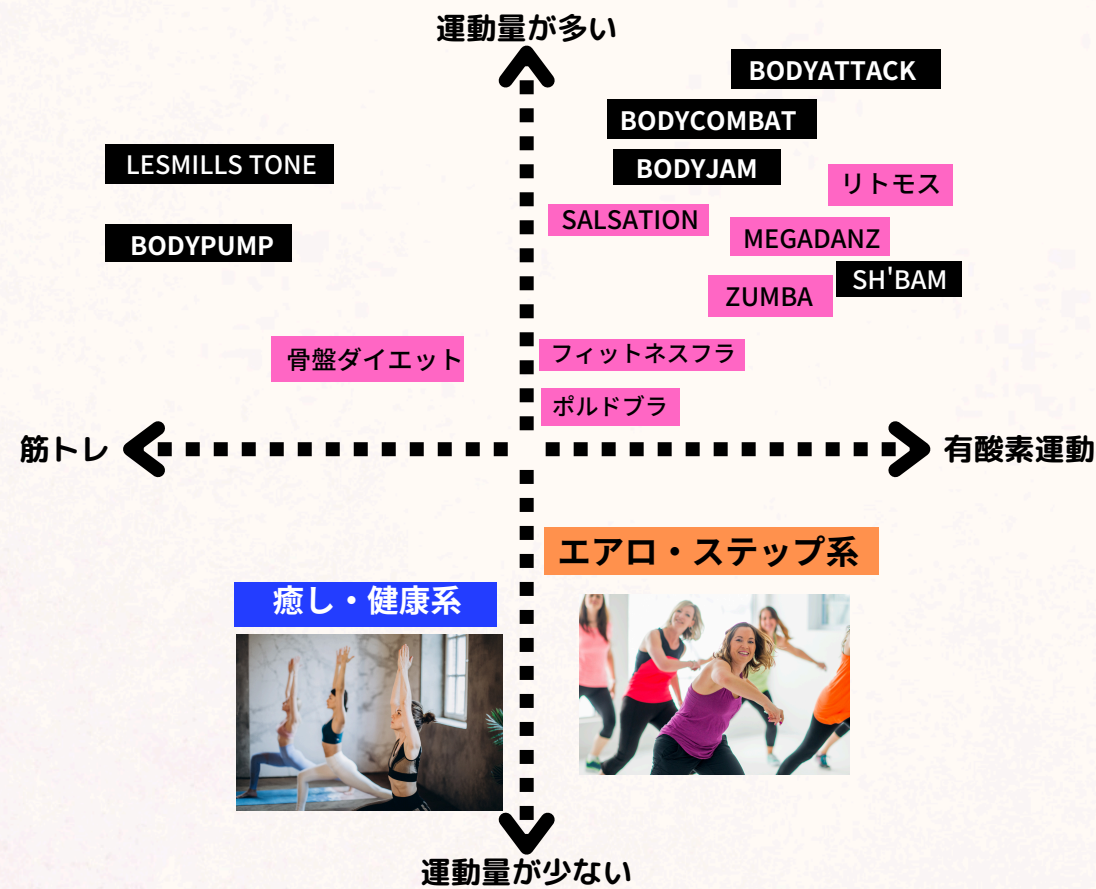 運動量が多い
BODYATTACK
BODYCOMBAT
LESMILLS TONE
BODYJAM
リトモス
SALSATION
MEGADANZ
BODYPUMP
SH'BAM
ZUMBA
骨盤ダイエット
フィットネスフラ
ポルドブラ
筋トレ
有酸素運動
エアロ・ステップ系
癒し・健康系
運動量が少ない